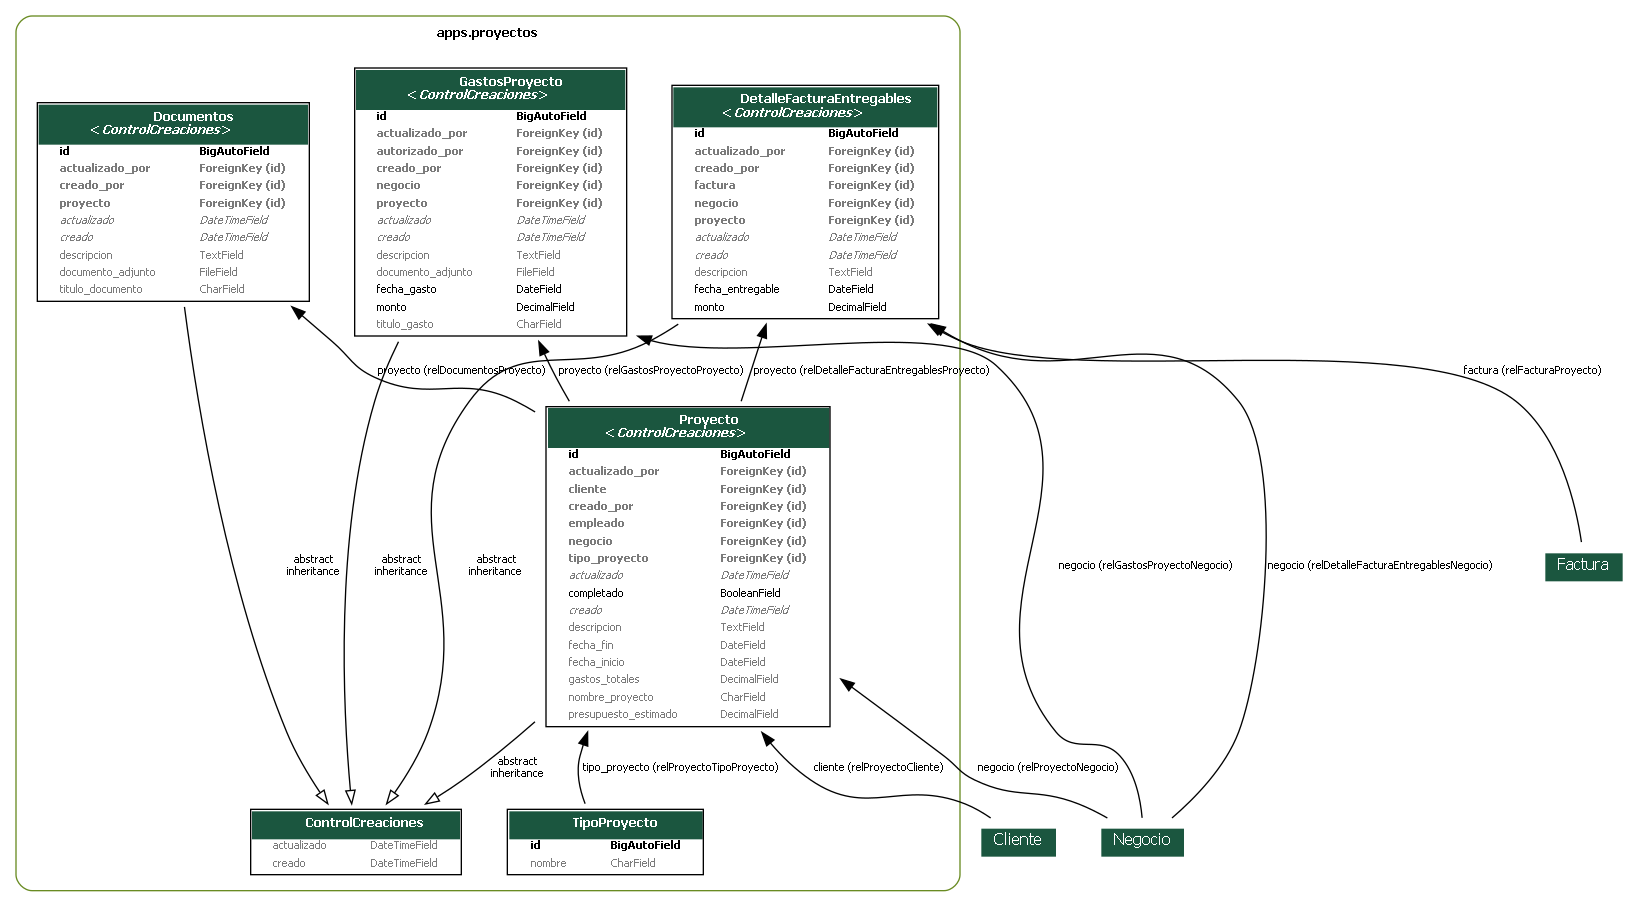 apps.proyectos
Documentos
<ControlCreaciones>
id BigAutoField
actualizado_por ForeignKey (id)
creado_por ForeignKey (id)
proyecto ForeignKey (id)
actualizado DateTimeField
creado DateTimeField
descripcion TextField
documento_adjunto FileField
titulo_documento CharField
GastosProyecto
<ControlCreaciones>
id BigAutoField
actualizado_por ForeignKey (id)
autorizado_por ForeignKey (id)
creado_por ForeignKey (id)
negocio ForeignKey (id)
proyecto ForeignKey (id)
actualizado DateTimeField
creado DateTimeField
descripcion TextField
documento_adjunto FileField
fecha_gasto DateField
monto DecimalField
titulo_gasto CharField
DetalleFacturaEntregables
<ControlCreaciones>
id BigAutoField
actualizado_por ForeignKey (id)
creado_por ForeignKey (id)
factura ForeignKey (id)
negocio ForeignKey (id)
proyecto ForeignKey (id)
actualizado DateTimeField
creado DateTimeField
descripcion TextField
fecha_entregable DateField
monto DecimalField
proyecto (relDocumentosProyecto)
proyecto (relGastosProyectoProyecto)
proyecto (relDetalleFacturaEntregablesProyecto)
factura (relFacturaProyecto)
Proyecto
<ControlCreaciones>
id BigAutoField
actualizado_por ForeignKey (id)
cliente ForeignKey (id)
creado_por ForeignKey (id)
empleado ForeignKey (id)
negocio ForeignKey (id)
tipo_proyecto ForeignKey (id)
actualizado DateTimeField
completado BooleanField
creado DateTimeField
descripcion TextField
fecha_fin DateField
fecha_inicio DateField
gastos_totales DecimalField
nombre_proyecto CharField
presupuesto_estimado DecimalField
abstract
inheritance
abstract
inheritance
abstract
inheritance
negocio (relGastosProyectoNegocio)
negocio (relDetalleFacturaEntregablesNegocio)
Factura
abstract
inheritance
tipo_proyecto (relProyectoTipoProyecto)
cliente (relProyectoCliente)
negocio (relProyectoNegocio)
ControlCreaciones
actualizado DateTimeField
creado DateTimeField
TipoProyecto
id BigAutoField
nombre CharField
Cliente
Negocio